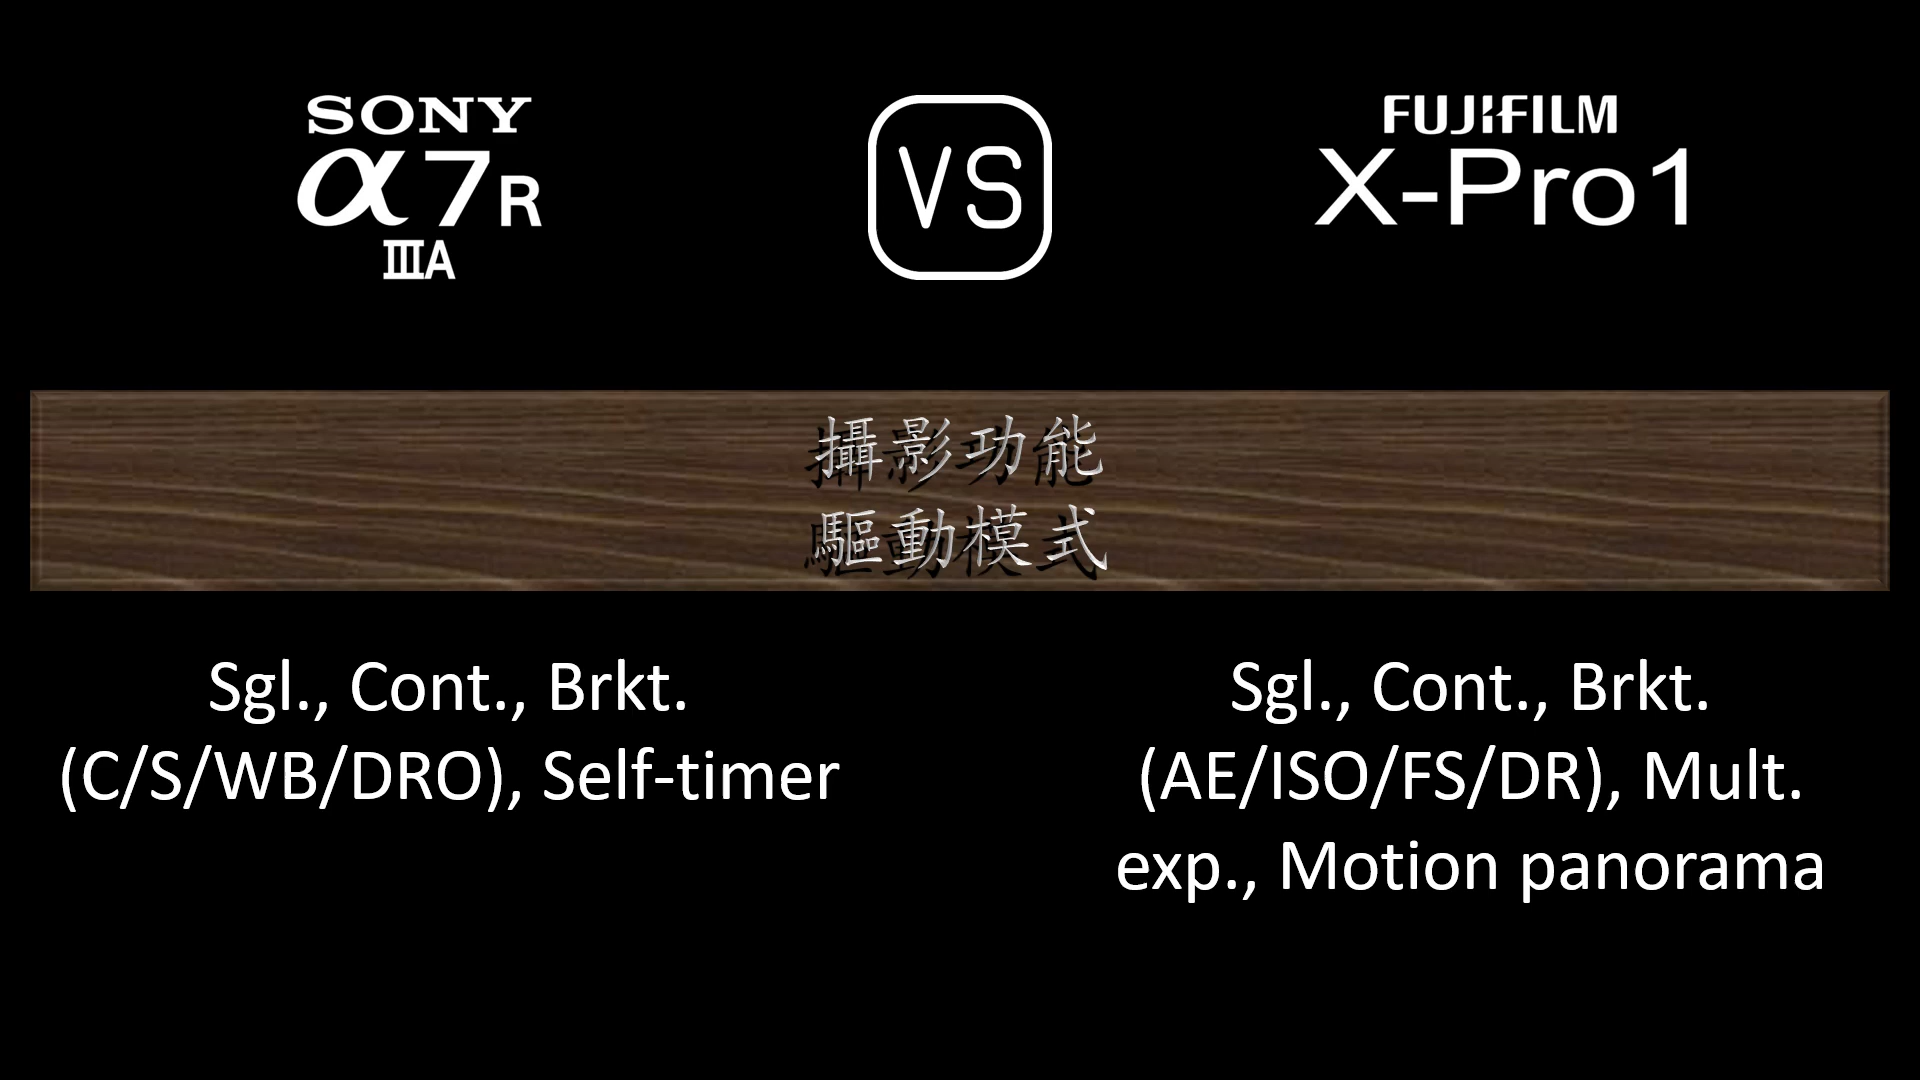 SONY
α7R
IIIA
VS
FUJIFILM
X-Pro1
攝影功能
驅動模式
Sgl., Cont., Brkt.
(C/S/WB/DRO), Self-timer
Sgl., Cont., Brkt.
(AE/ISO/FS/DR), Mult.
exp., Motion panorama